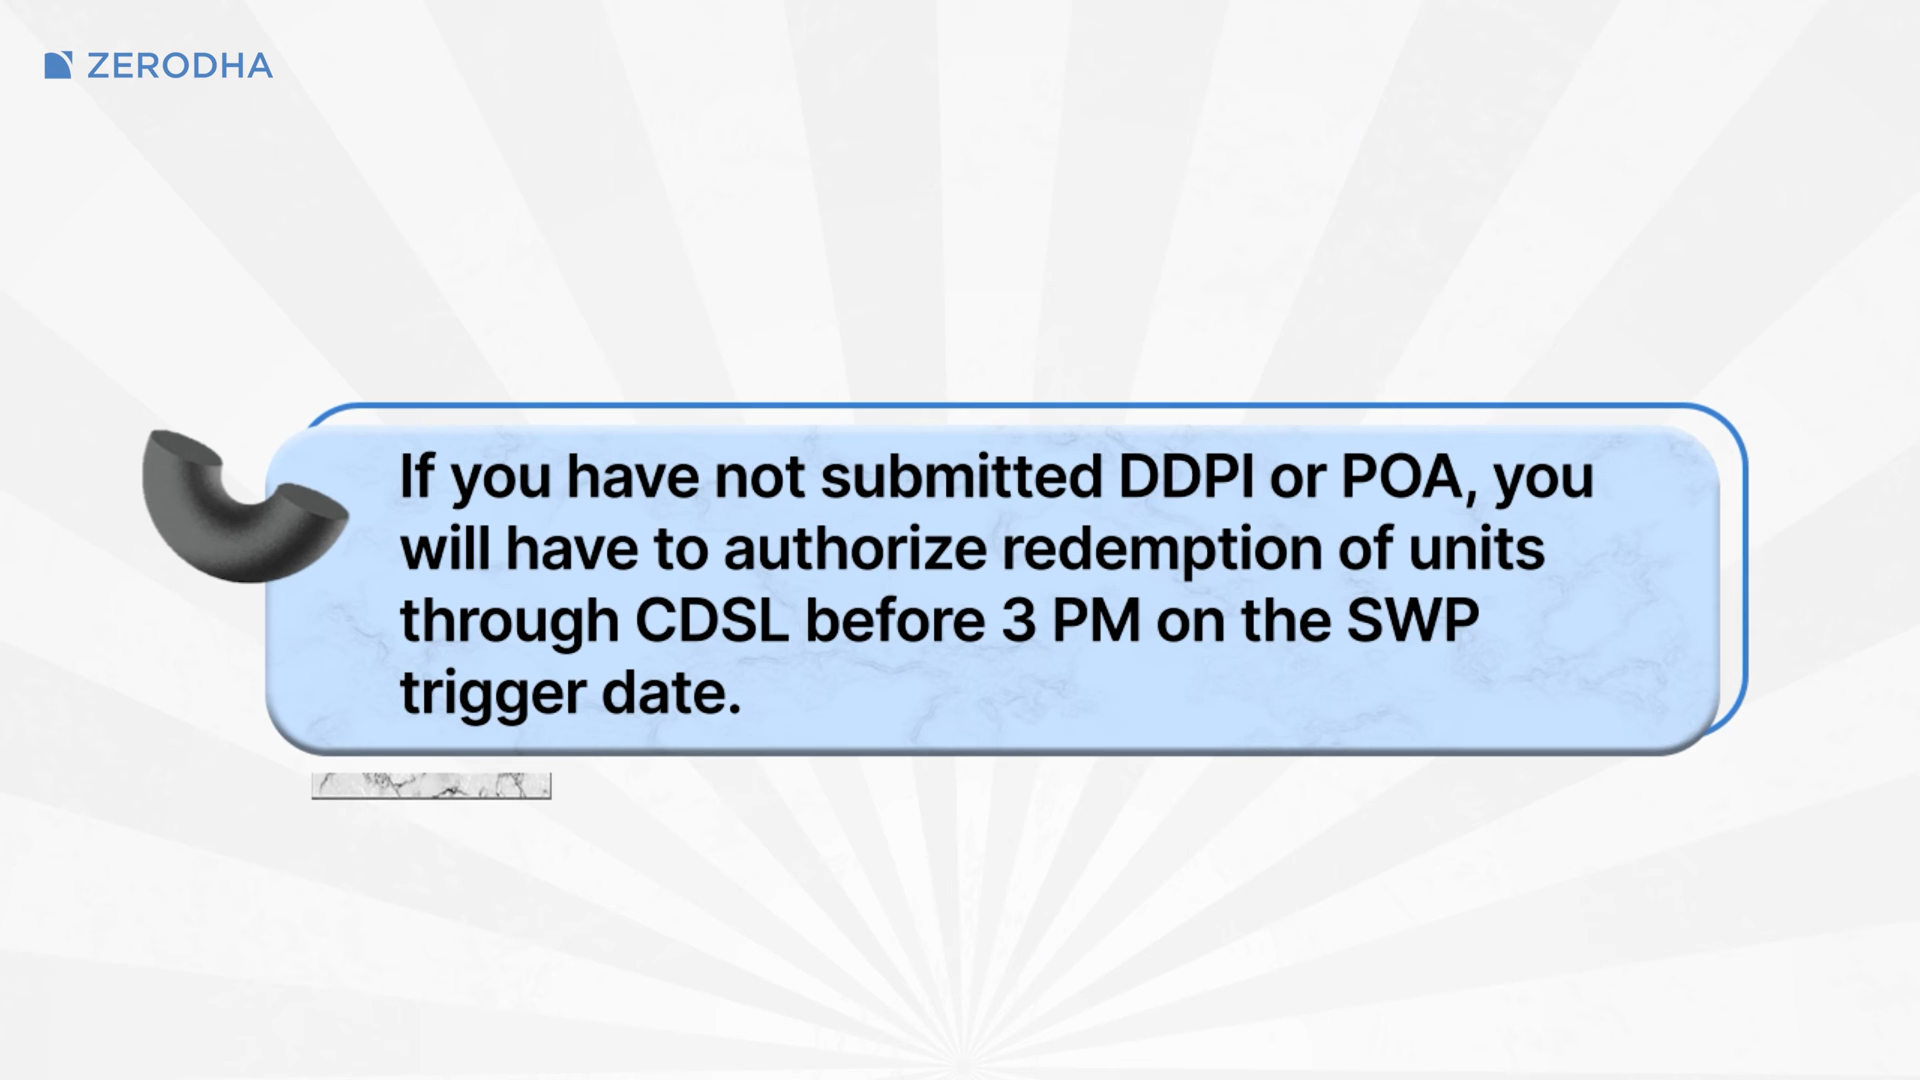 ZERODHA
If you have not submitted DDPI or POA, you
will have to authorize redemption of units
through CDSL before 3 PM on the SWP
trigger date.